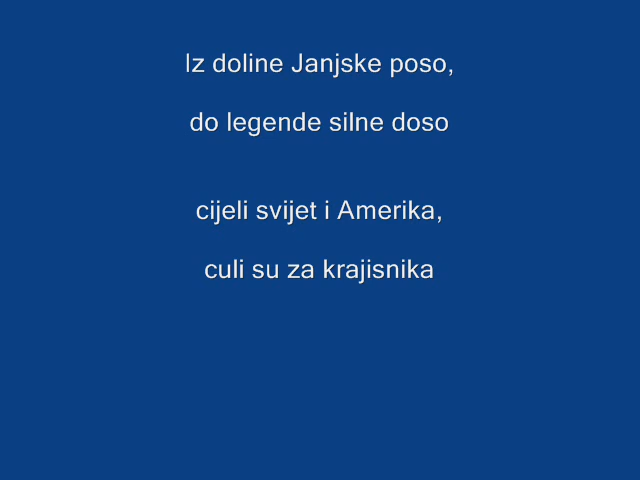 Iz doline Janjske poso,
do legende silne doso
cijeli svijet i Amerika,
culi su za krajisnika